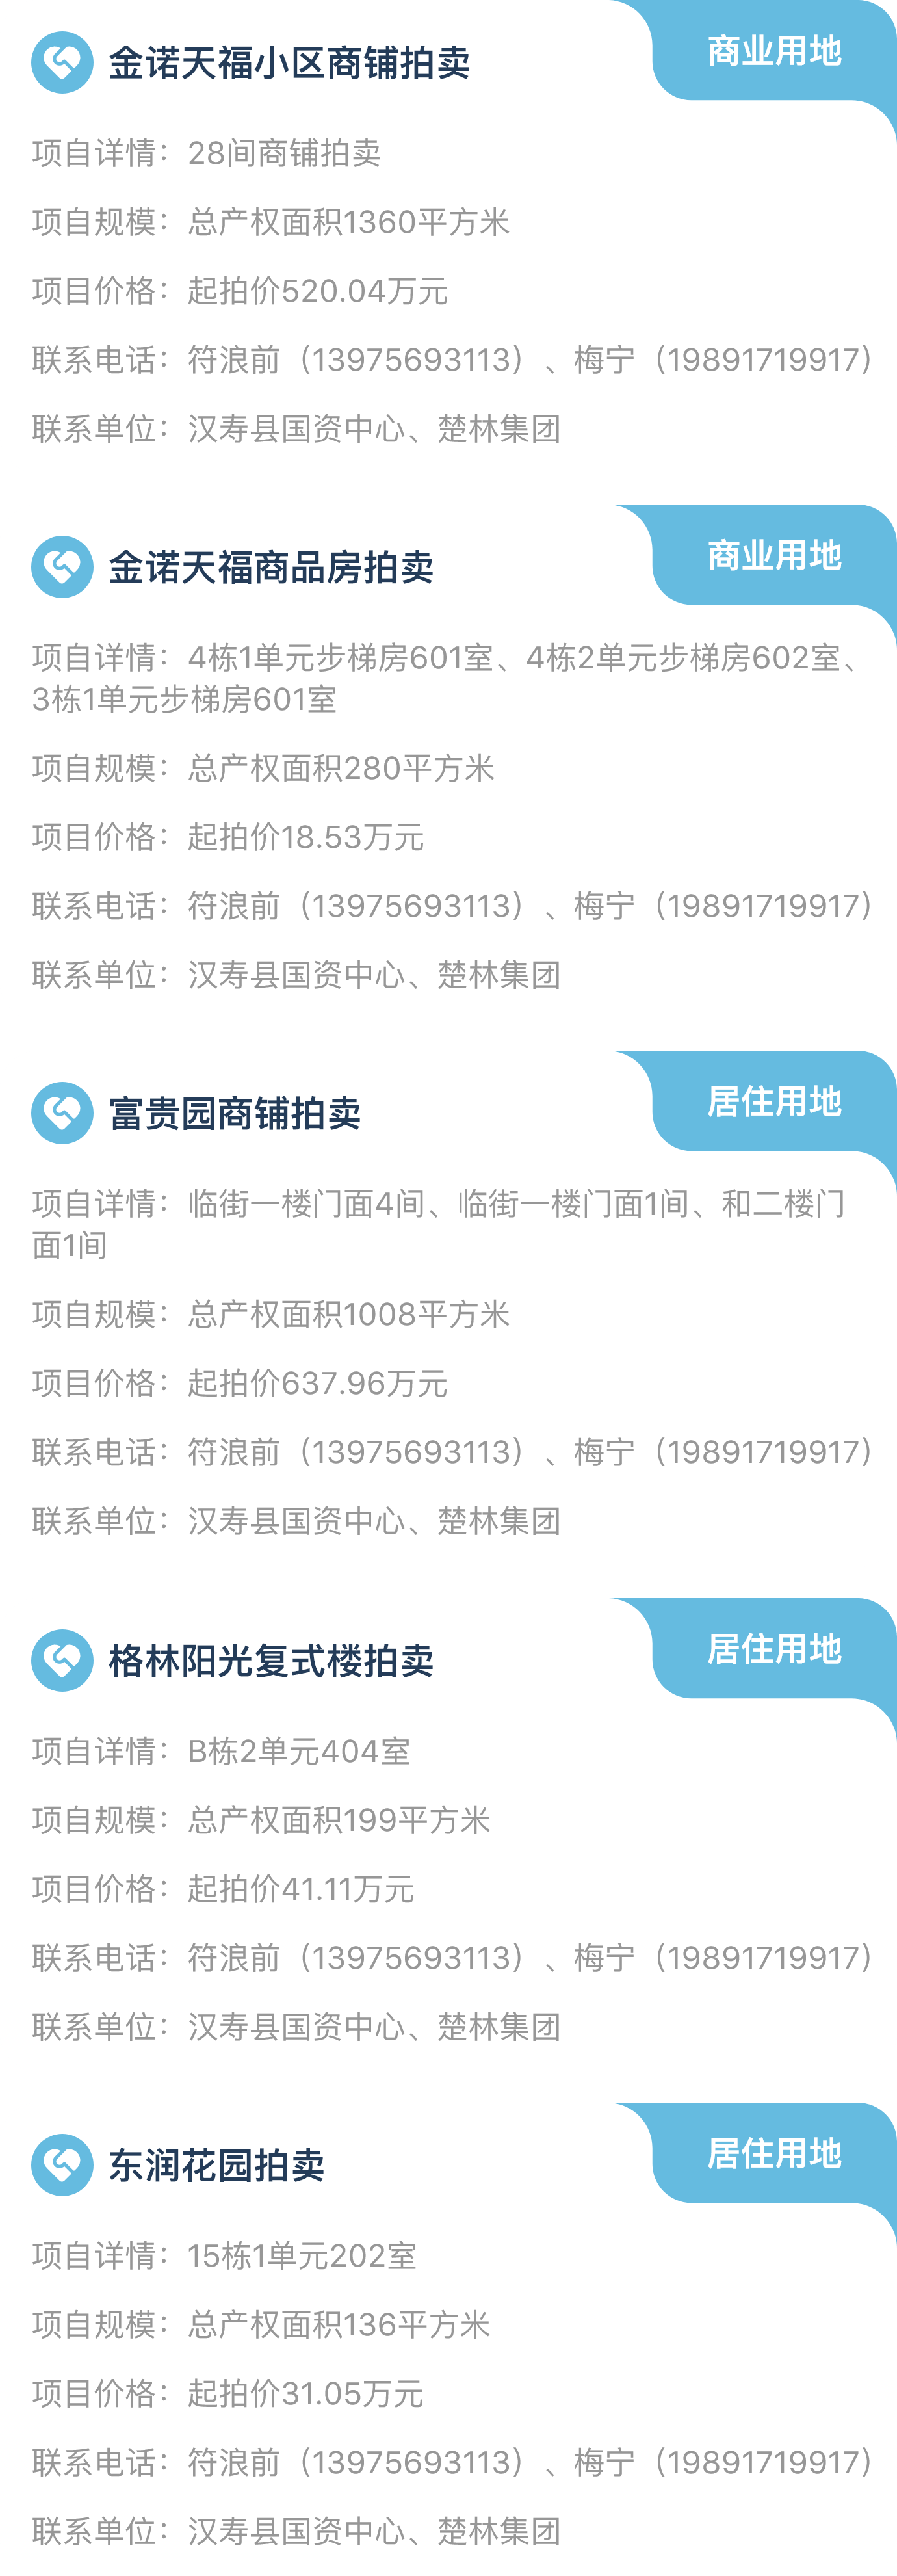 金诺天福小区商铺拍卖
商业用地
项自详情：28间商铺拍卖
项自规模：总产权面积1360平方米
项目价格：起拍价520.04万元
联系电话：符浪前（13975693113）、梅宁（19891719917）
联系单位：汉寿县国资中心、楚林集团
金诺天福商品房拍卖
商业用地
项自详情：4栋1单元步梯房601室、4栋2单元步梯房602室、
3栋1单元步梯房601室
项自规模：总产权面积280平方米
项目价格：起拍价18.53万元
联系电话：符浪前（13975693113）、梅宁（19891719917）
联系单位：汉寿县国资中心、楚林集团
富贵园商铺拍卖
居住用地
项自详情：临街一楼门面4间、临街一楼门面1间、和二楼门
面1间
项自规模：总产权面积1008平方米
项目价格：起拍价637.96万元
联系电话：符浪前（13975693113）、梅宁（19891719917）
联系单位：汉寿县国资中心、楚林集团
格林阳光复式楼拍卖
居住用地
项自详情：B栋2单元404室
项自规模：总产权面积199平方米
项目价格：起拍价41.11万元
联系电话：符浪前（13975693113）、梅宁（19891719917）
联系单位：汉寿县国资中心、楚林集团
东润花园拍卖
居住用地
项自详情：15栋1单元202室
项自规模：总产权面积136平方米
项目价格：起拍价31.05万元
联系电话：符浪前（13975693113）、梅宁（19891719917）
联系单位：汉寿县国资中心、楚林集团